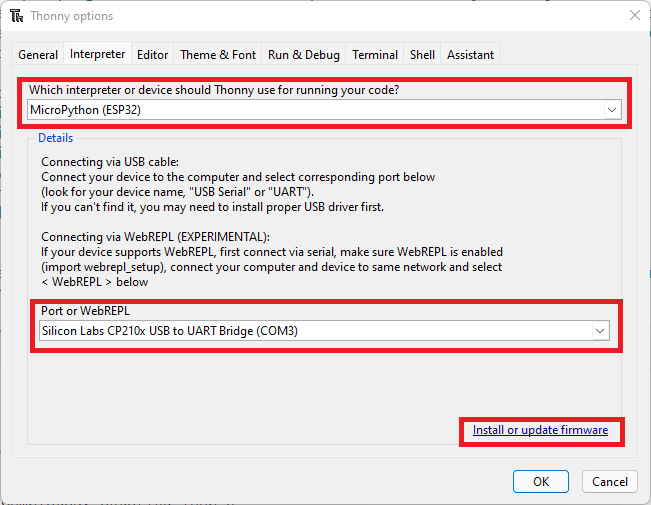 Thonny options
General Interpreter Editor Theme & Font Run & Debug Terminal Shell Assistant
Which interpreter or device should Thonny use for running your code?
MicroPython (ESP32)
Details
Connecting via USB cable:
Connect your device to the computer and select corresponding port below
(look for your device name, "USB Serial" or "UART").
If you can't find it, you may need to install proper USB driver first.
Connecting via WebREPL (EXPERIMENTAL):
If your device supports WebREPL, first connect via serial, make sure WebREPL is enabled
(import webrepl_setup), connect your computer and device to same network and select
< WebREPL > below
Port or WebREPL
Silicon Labs CP210x USB to UART Bridge (COM3)
Install or update firmware
OK Cancel